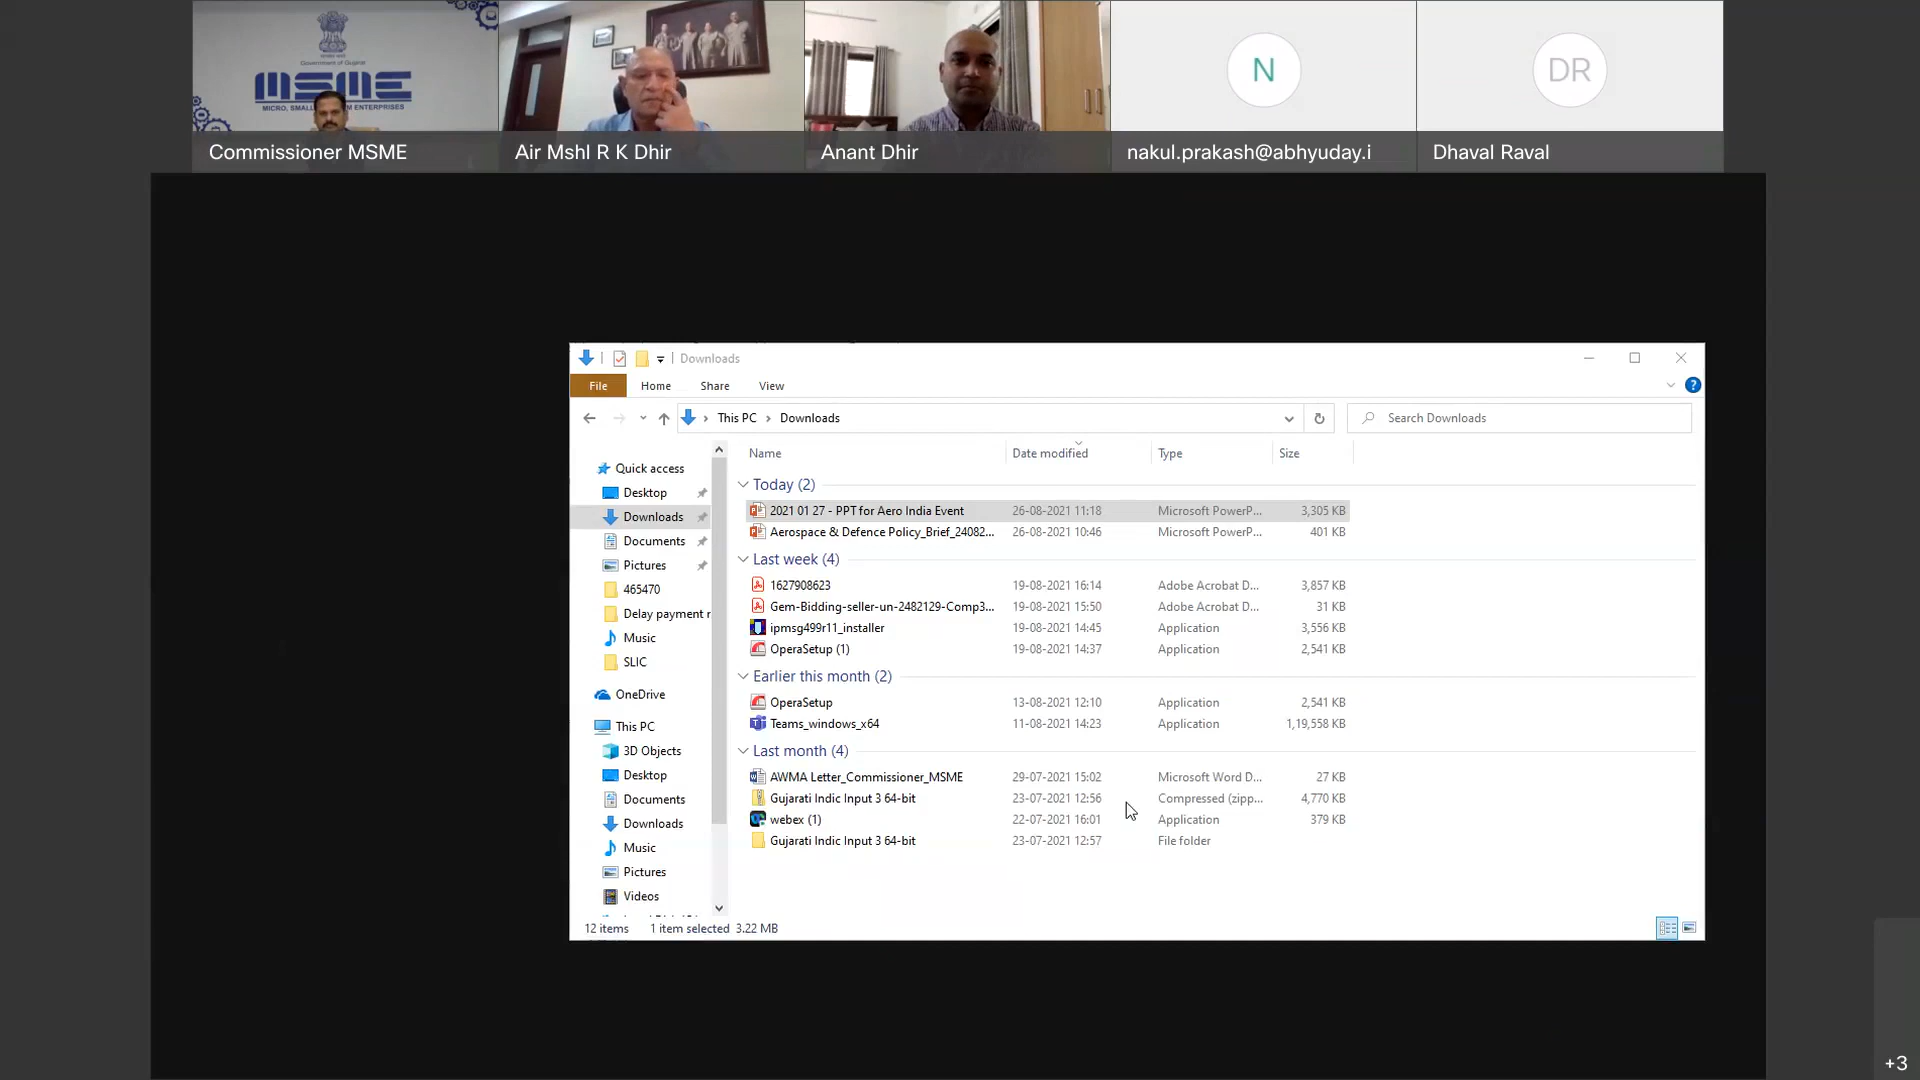 Government of Gujarat
MSME
Commissioner MSME
Air Mshl R K Dhir
Anant Dhir
N
nakul.prakash@abhyuday.i
DR
Dhaval Raval
Downloads
File Home Share View
This PC Downloads
Search Downloads
Name Date modified Type Size
Quick access
Desktop
Downloads
Documents
Pictures
465470
Delay payment r
Music
SLIC
OneDrive
This PC
3D Objects
Desktop
Documents
Downloads
Music
Pictures
Videos
Today (2)
2021 01 27 - PPT for Aero India Event 26-08-2021 11:18 Microsoft PowerP... 3,305 KB
Aerospace & Defence Policy_Brief_24082... 26-08-2021 10:46 Microsoft PowerP... 401 KB
Last week (4)
1627908623 19-08-2021 16:14 Adobe Acrobat D... 3,857 KB
Gem-Bidding-seller-un-2482129-Comp3... 19-08-2021 15:50 Adobe Acrobat D... 31 KB
ipmsg499r11_installer 19-08-2021 14:45 Application 3,556 KB
OperaSetup (1) 19-08-2021 14:37 Application 2,541 KB
Earlier this month (2)
OperaSetup 13-08-2021 12:10 Application 2,541 KB
Teams_windows_x64 11-08-2021 14:23 Application 1,19,558 KB
Last month (4)
AWMA Letter_Commissioner_MSME 29-07-2021 15:02 Microsoft Word D... 27 KB
Gujarati Indic Input 3 64-bit 23-07-2021 12:56 Compressed (zipp... 4,770 KB
webex (1) 22-07-2021 16:01 Application 379 KB
Gujarati Indic Input 3 64-bit 23-07-2021 12:57 File folder
12 items 1 item selected 3.22 MB
+3